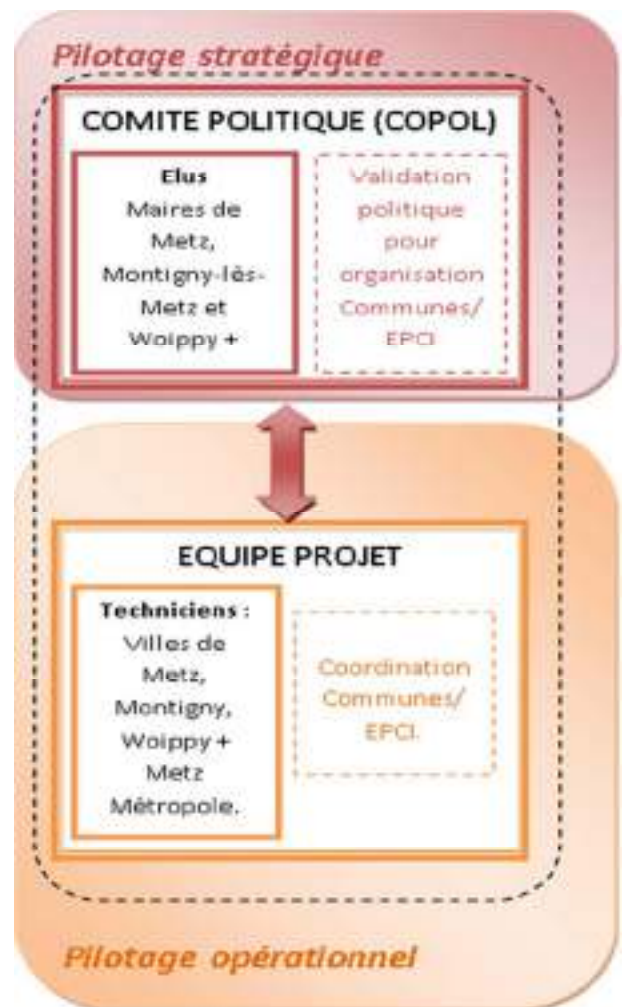 Pilotage stratégique
COMITE POLITIQUE (COPOL)
Elus
Maires de
Metz,
Montigny-lès-
Metz et
Woippy +
Validation
politique
pour
organisation
Communes/
EPCI
EQUIPE PROJET
Techniciens :
Villes de
Metz,
Montigny,
Woippy +
Metz
Métropole.
Coordination
Communes/
EPCI.
Pilotage opérationnel